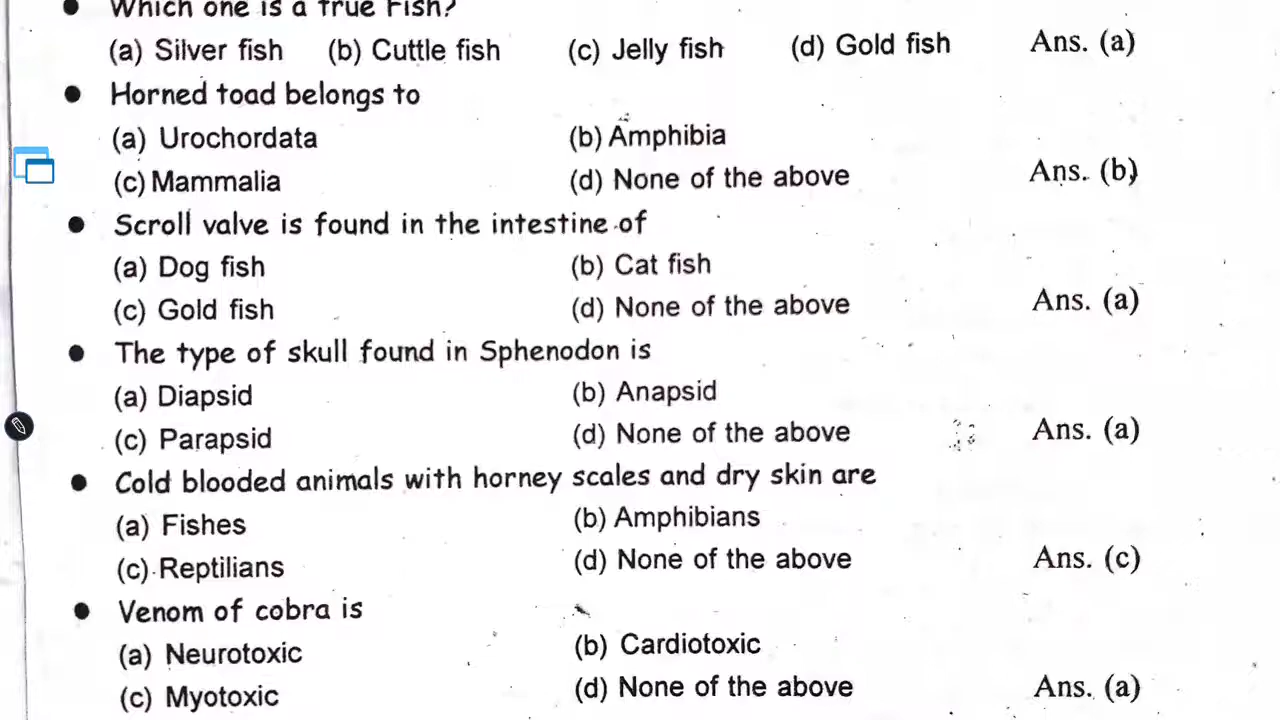 • Which one is a true Fish?
(a) Silver fish (b) Cuttle fish (c) Jelly fish (d) Gold fish Ans. (a)
• Horned toad belongs to
(a) Urochordata (b) Amphibia
(c) Mammalia (d) None of the above Ans. (b)
• Scroll valve is found in the intestine of
(a) Dog fish (b) Cat fish
(c) Gold fish (d) None of the above Ans. (a)
• The type of skull found in Sphenodon is
(a) Diapsid (b) Anapsid
(c) Parapsid (d) None of the above Ans. (a)
• Cold blooded animals with horney scales and dry skin are
(a) Fishes (b) Amphibians
(c) Reptilians (d) None of the above Ans. (c)
• Venom of cobra is
(a) Neurotoxic (b) Cardiotoxic
(c) Myotoxic (d) None of the above Ans. (a)